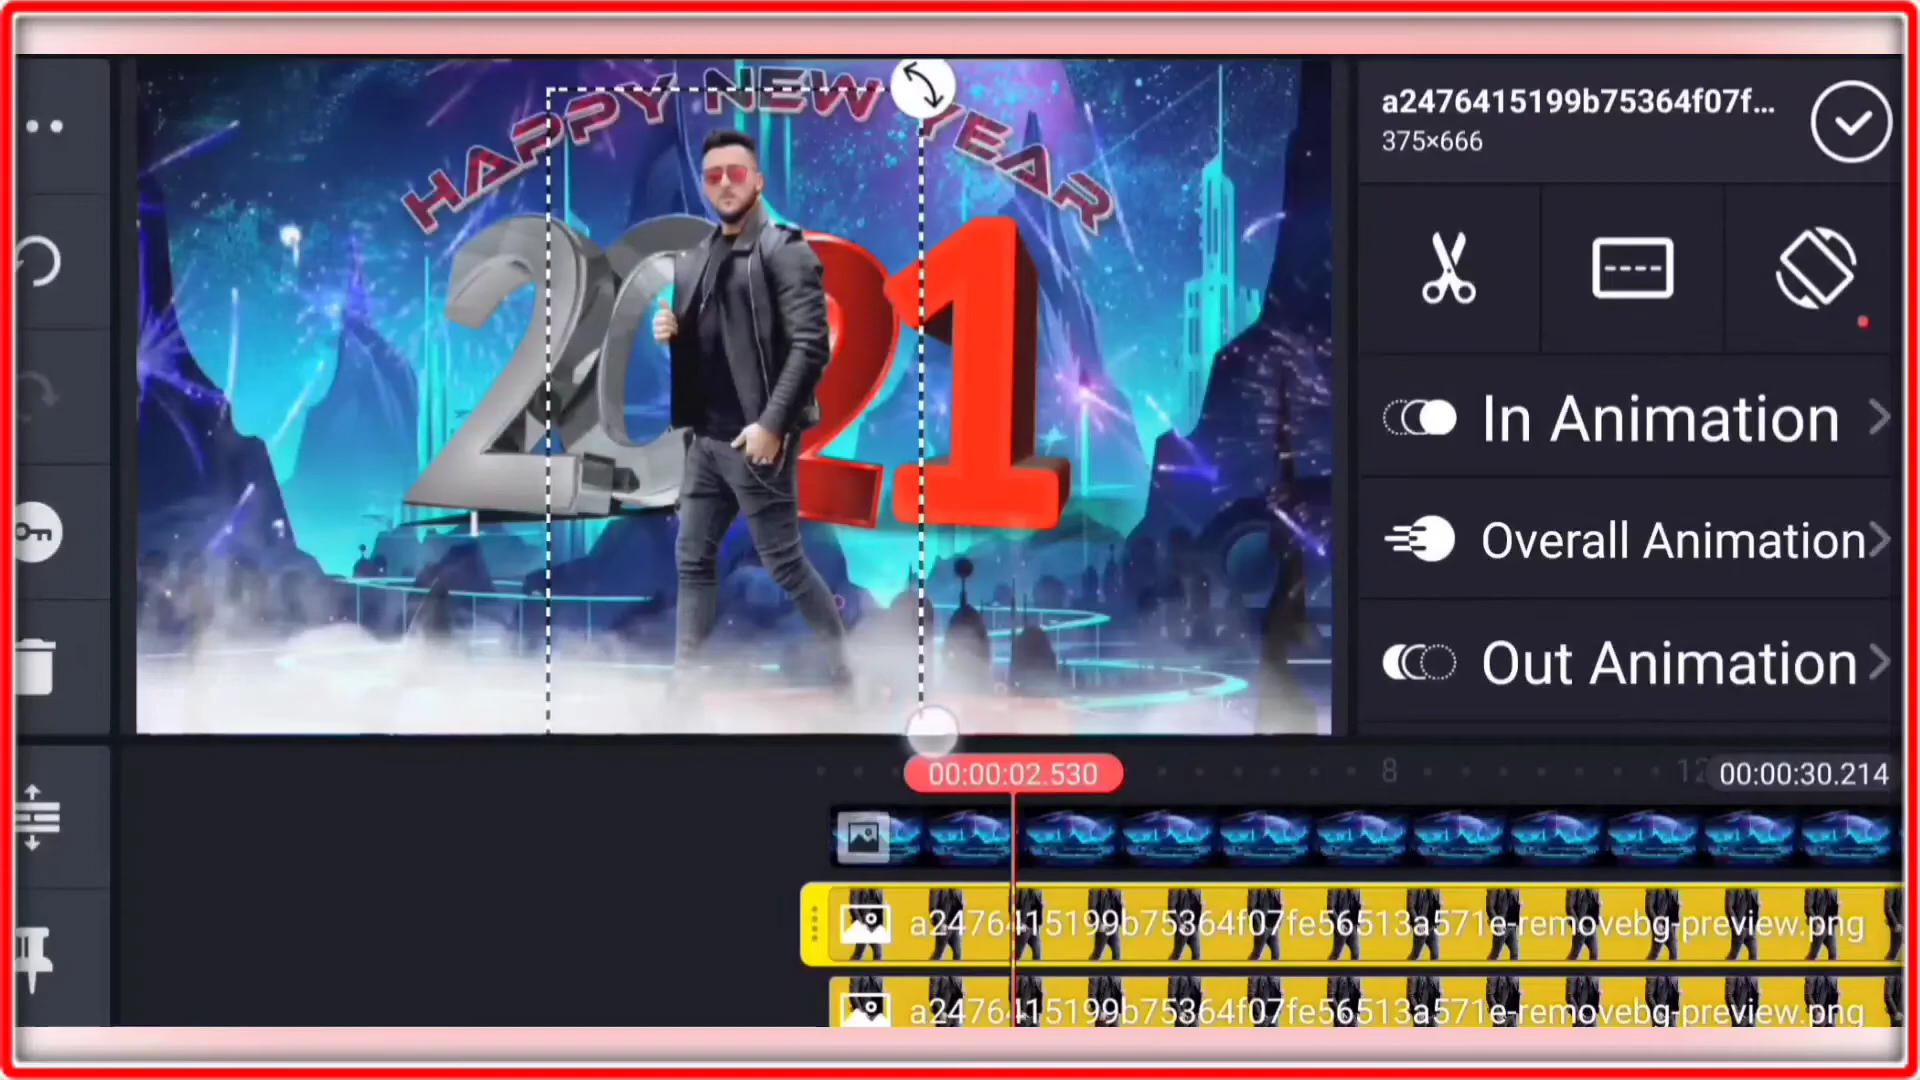 HAPPY NEW YEAR
2021
a2476415199b75364f07f...
375×666
In Animation
Overall Animation
Out Animation
00:00:02.530
8
12
00:00:30.214
a2476415199b75364f07fe56513a571e-removebg-preview.png
a2476415199b75364f07fe56513a571e-removebg-preview.png